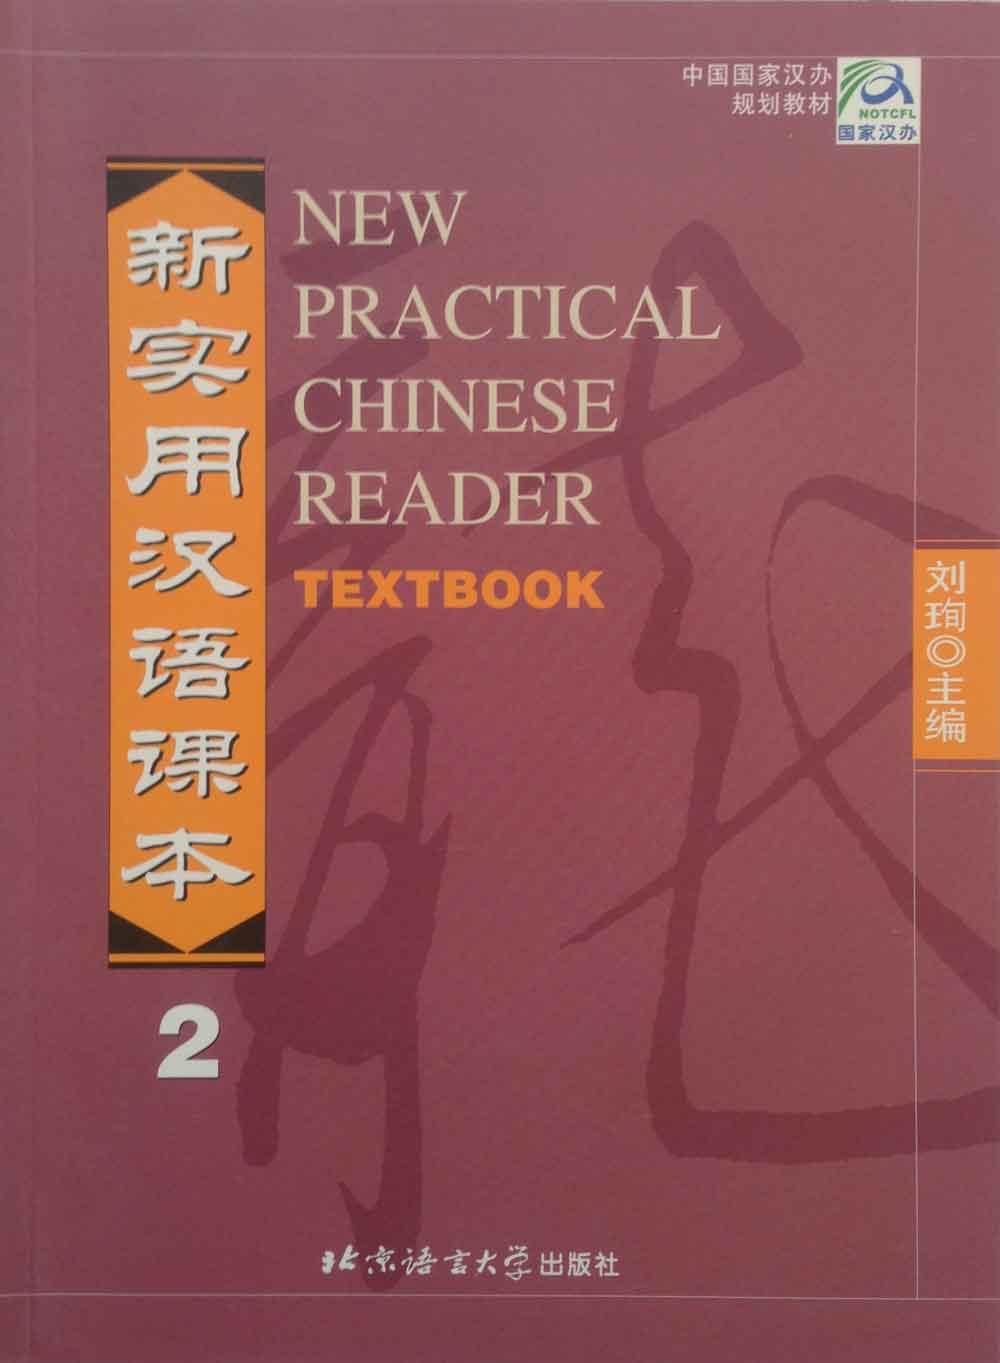 中国国家汉办
规划教材
NOTCFL
国家汉办
新实用汉语课本
2
NEW
PRACTICAL
CHINESE
READER
TEXTBOOK
刘珣◎主编
北京语言大学出版社